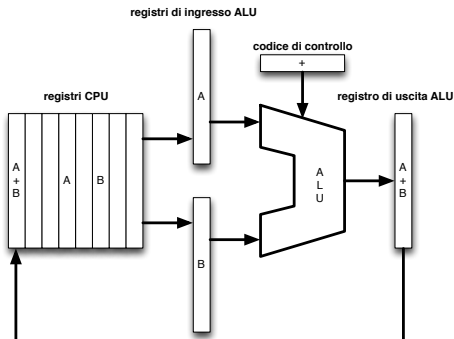 registri di ingresso ALU
codice di controllo
+
registri CPU
registro di uscita ALU
A
A
+
B
A
B
A
L
U
A
+
B
B